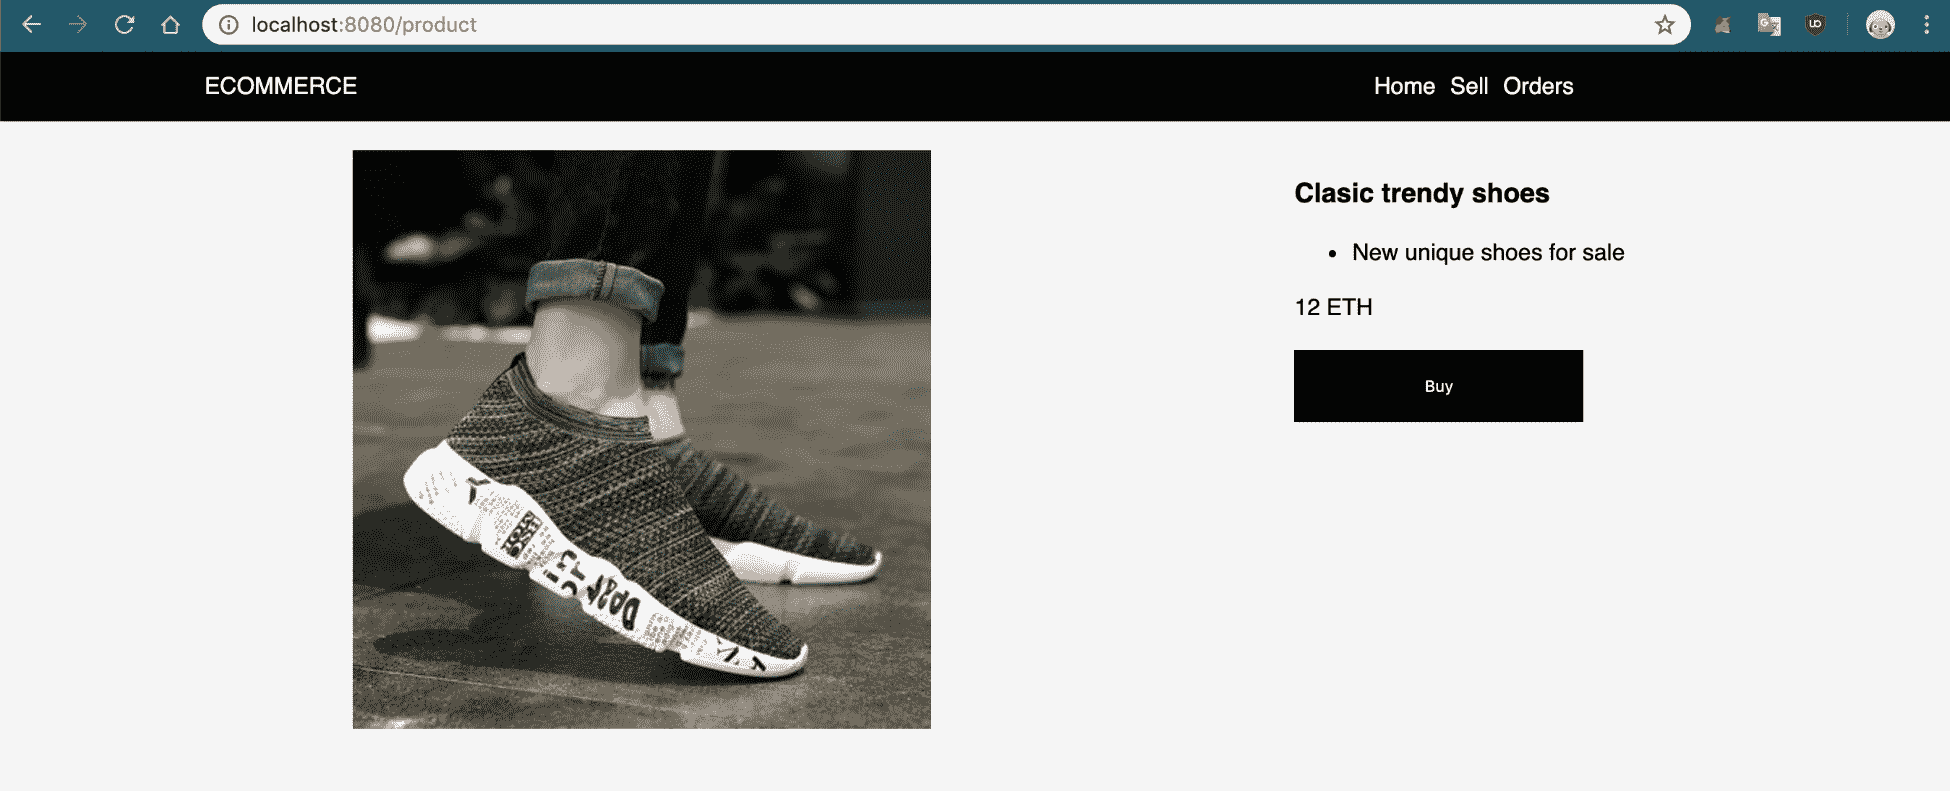 localhost:8080/product
ECOMMERCE
Home Sell Orders
Clasic trendy shoes
• New unique shoes for sale
12 ETH
Buy